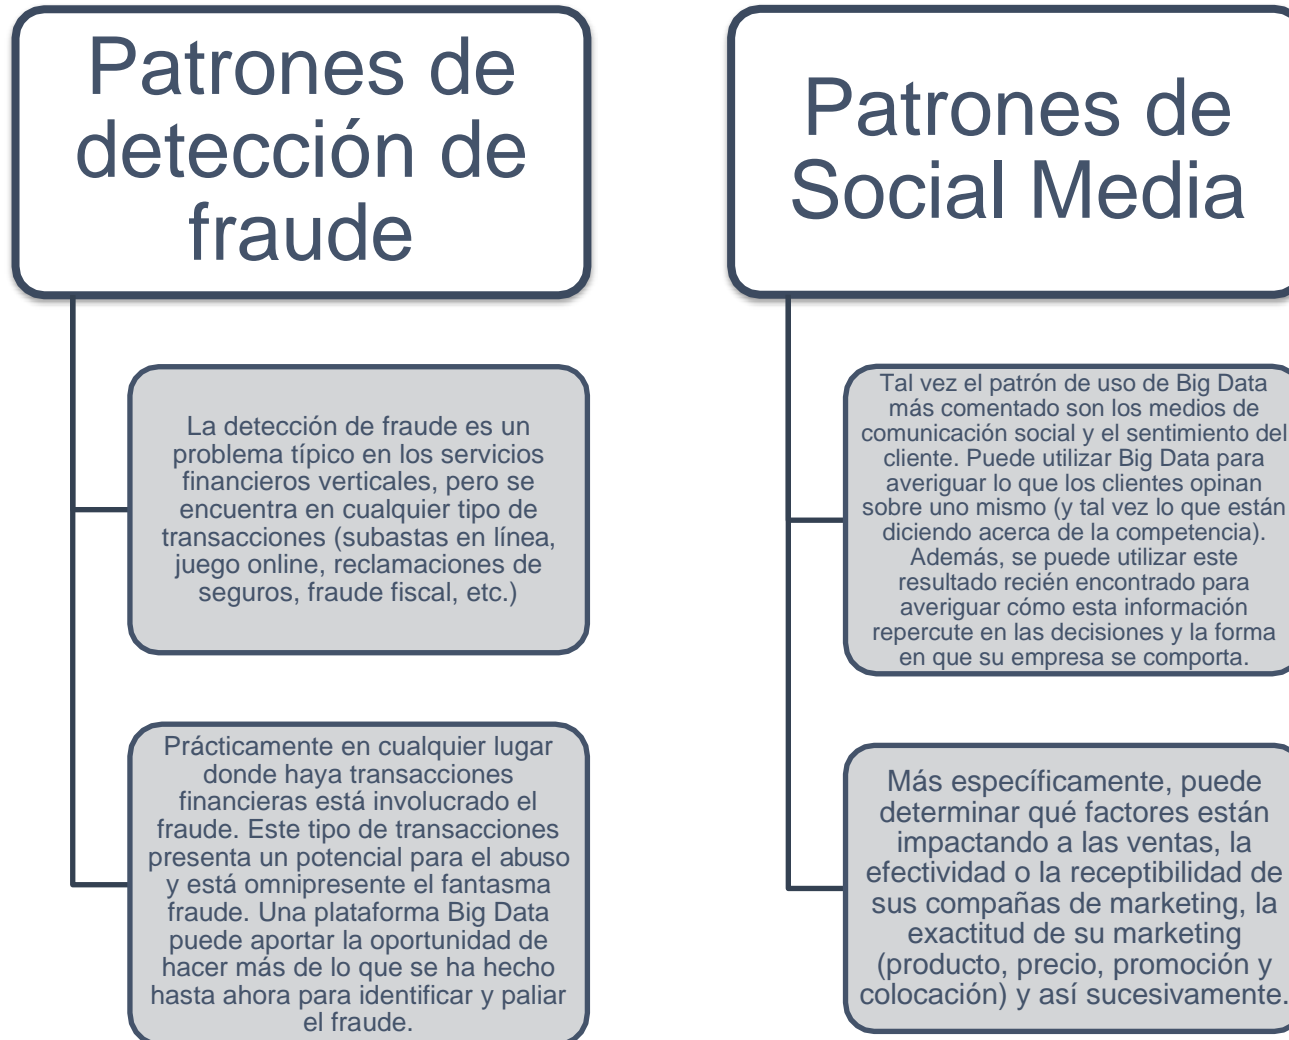 Patrones de
detección de
fraude
La detección de fraude es un
problema típico en los servicios
financieros verticales, pero se
encuentra en cualquier tipo de
transacciones (subastas en línea,
juego online, reclamaciones de
seguros, fraude fiscal, etc.)
Prácticamente en cualquier lugar
donde haya transacciones
financieras está involucrado el
fraude. Este tipo de transacciones
presenta un potencial para el abuso
y está omnipresente el fantasma
fraude. Una plataforma Big Data
puede aportar la oportunidad de
hacer más de lo que se ha hecho
hasta ahora para identificar y paliar
el fraude.
Patrones de
Social Media
Tal vez el patrón de uso de Big Data
más comentado son los medios de
comunicación social y el sentimiento del
cliente. Puede utilizar Big Data para
averiguar lo que los clientes opinan
sobre uno mismo (y tal vez lo que están
diciendo acerca de la competencia).
Además, se puede utilizar este
resultado recién encontrado para
averiguar cómo esta información
repercute en las decisiones y la forma
en que su empresa se comporta.
Más específicamente, puede
determinar qué factores están
impactando a las ventas, la
efectividad o la receptibilidad de
sus compañas de marketing, la
exactitud de su marketing
(producto, precio, promoción y
colocación) y así sucesivamente.